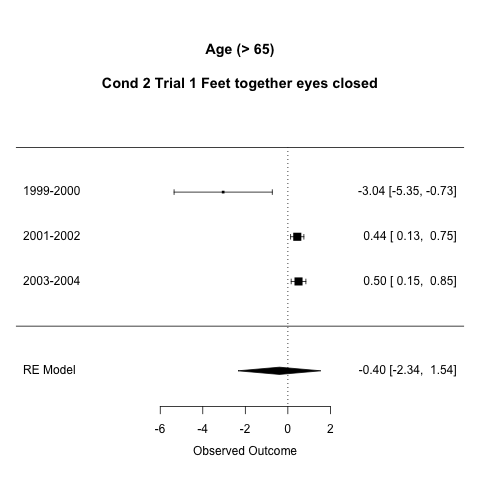 Age (> 65)
Cond 2 Trial 1 Feet together eyes closed
1999-2000 -3.04 [-5.35, -0.73]
2001-2002 0.44 [ 0.13, 0.75]
2003-2004 0.50 [ 0.15, 0.85]
RE Model -0.40 [-2.34, 1.54]
-6 -4 -2 0 2
Observed Outcome